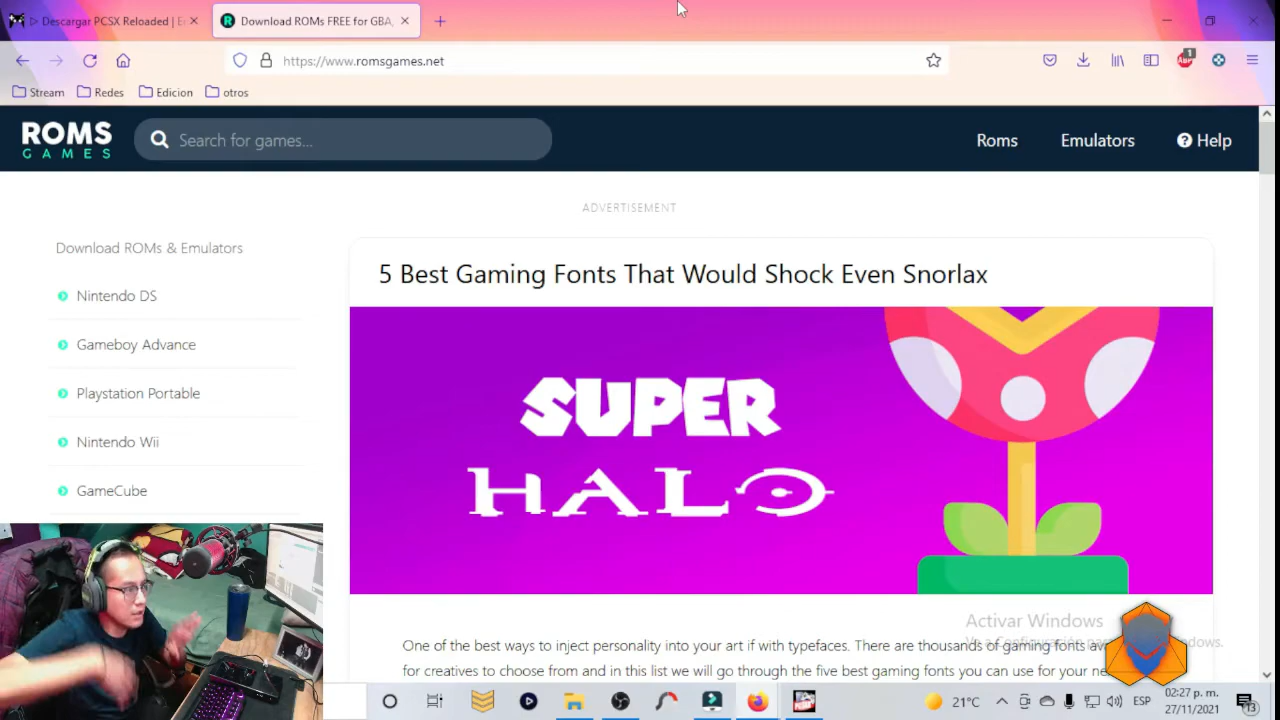 ▷ Descargar PCSX Reloaded | E
Download ROMs FREE for GBA,
https://www.romsgames.net
1
Stream
Redes
Edicion
otros
ROMS
GAMES
Search for games...
Roms
Emulators
? Help
ADVERTISEMENT
Download ROMs & Emulators
Nintendo DS
Gameboy Advance
Playstation Portable
Nintendo Wii
GameCube
5 Best Gaming Fonts That Would Shock Even Snorlax
SUPER
HALO
One of the best ways to inject personality into your art if with typefaces. There are thousands of gaming fonts
for creatives to choose from and in this list we will go through the five best gaming fonts you can use for your
Activar Windows
Ve a Configuración
21°C
ESP
02:27 p. m.
27/11/2021
13